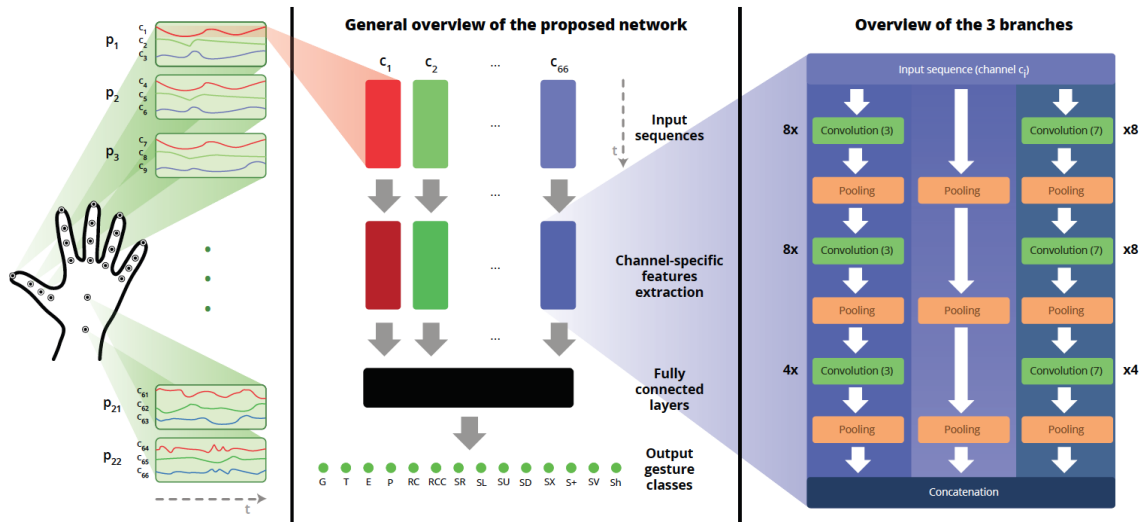 General overview of the proposed network
Overview of the 3 branches
p1
c1
c2
c3
p2
c4
c5
c6
p3
c7
c8
c9
p21
c61
c62
c63
p22
c64
c65
c66
t
C1 C2 ... C66
...
Input
sequences
t
...
...
Channel-specific
features
extraction
...
Fully
connected
layers
Output
gesture
classes
G T E P RC RCC SR SL SU SD SX S+ SV Sh
Input sequence (channel ci)
8x Convolution (3) Convolution (7) x8
Pooling Pooling Pooling
8x Convolution (3) Convolution (7) x8
Pooling Pooling Pooling
4x Convolution (3) Convolution (7) x4
Pooling Pooling Pooling
Concatenation